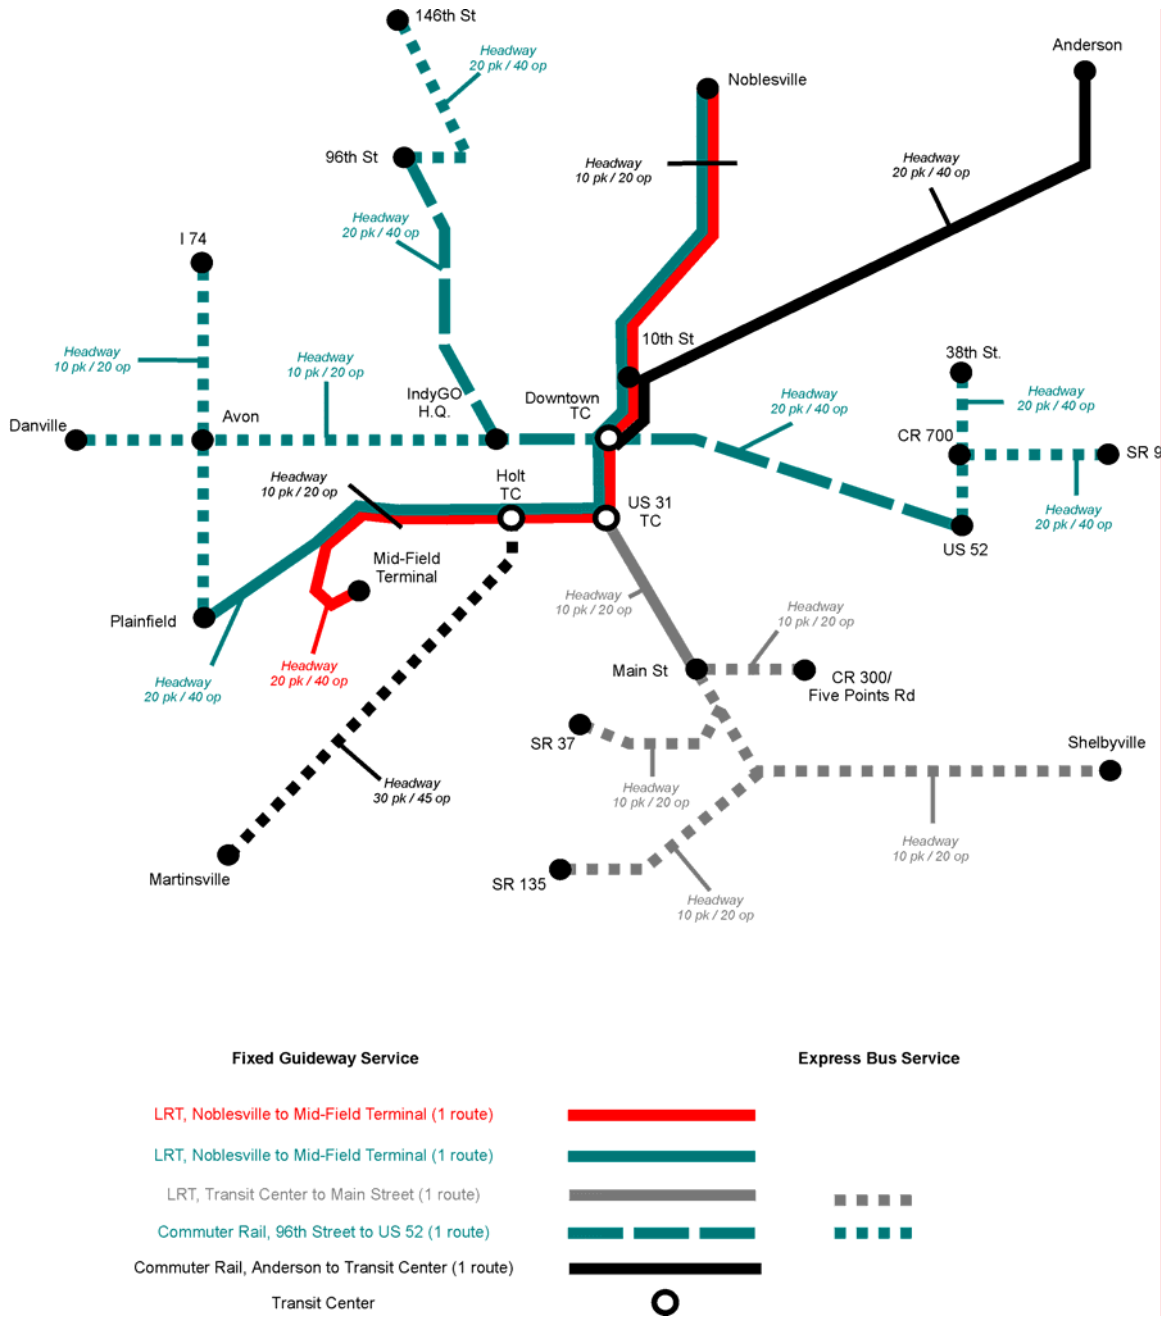 146th St
Headway
20 pk / 40 op
Anderson
Noblesville
96th St
Headway
10 pk / 20 op
Headway
20 pk / 40 op
Headway
20 pk / 40 op
I 74
10th St
Headway
10 pk / 20 op
Headway
10 pk / 20 op
38th St.
IndyGO
H.Q.
Downtown
TC
Headway
20 pk / 40 op
Headway
20 pk / 40 op
Danville
Avon
CR 700
SR 9
Headway
10 pk / 20 op
Holt
TC
US 31
TC
Headway
20 pk / 40 op
US 52
Mid-Field
Terminal
Headway
10 pk / 20 op
Headway
10 pk / 20 op
Plainfield
Headway
20 pk / 40 op
Headway
20 pk / 40 op
Main St
CR 300/
Five Points Rd
SR 37
Shelbyville
Headway
30 pk / 45 op
Headway
10 pk / 20 op
Headway
10 pk / 20 op
Martinsville
SR 135
Headway
10 pk / 20 op
Fixed Guideway Service
Express Bus Service
LRT, Noblesville to Mid-Field Terminal (1 route)
LRT, Noblesville to Mid-Field Terminal (1 route)
LRT, Transit Center to Main Street (1 route)
Commuter Rail, 96th Street to US 52 (1 route)
Commuter Rail, Anderson to Transit Center (1 route)
Transit Center